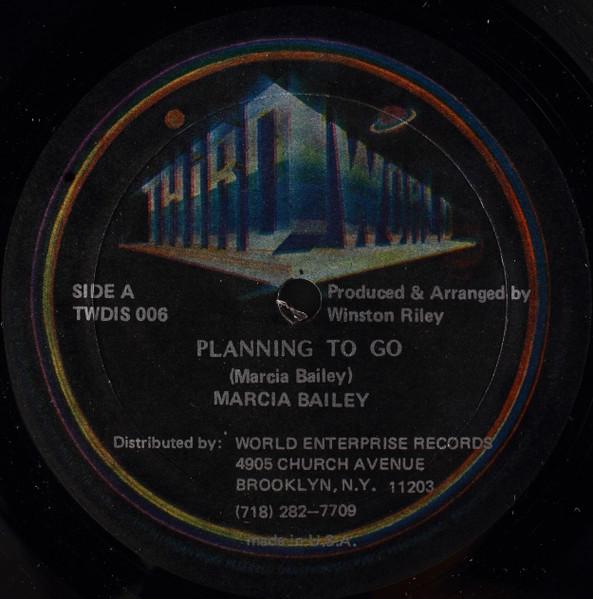 THIRD WORLD
SIDE A
TWDIS 006
Produced & Arranged by
Winston Riley
PLANNING TO GO
(Marcia Bailey)
MARCIA BAILEY
Distributed by: WORLD ENTERPRISE RECORDS
4905 CHURCH AVENUE
BROOKLYN, N.Y. 11203
(718) 282-7709
made in U.S.A.